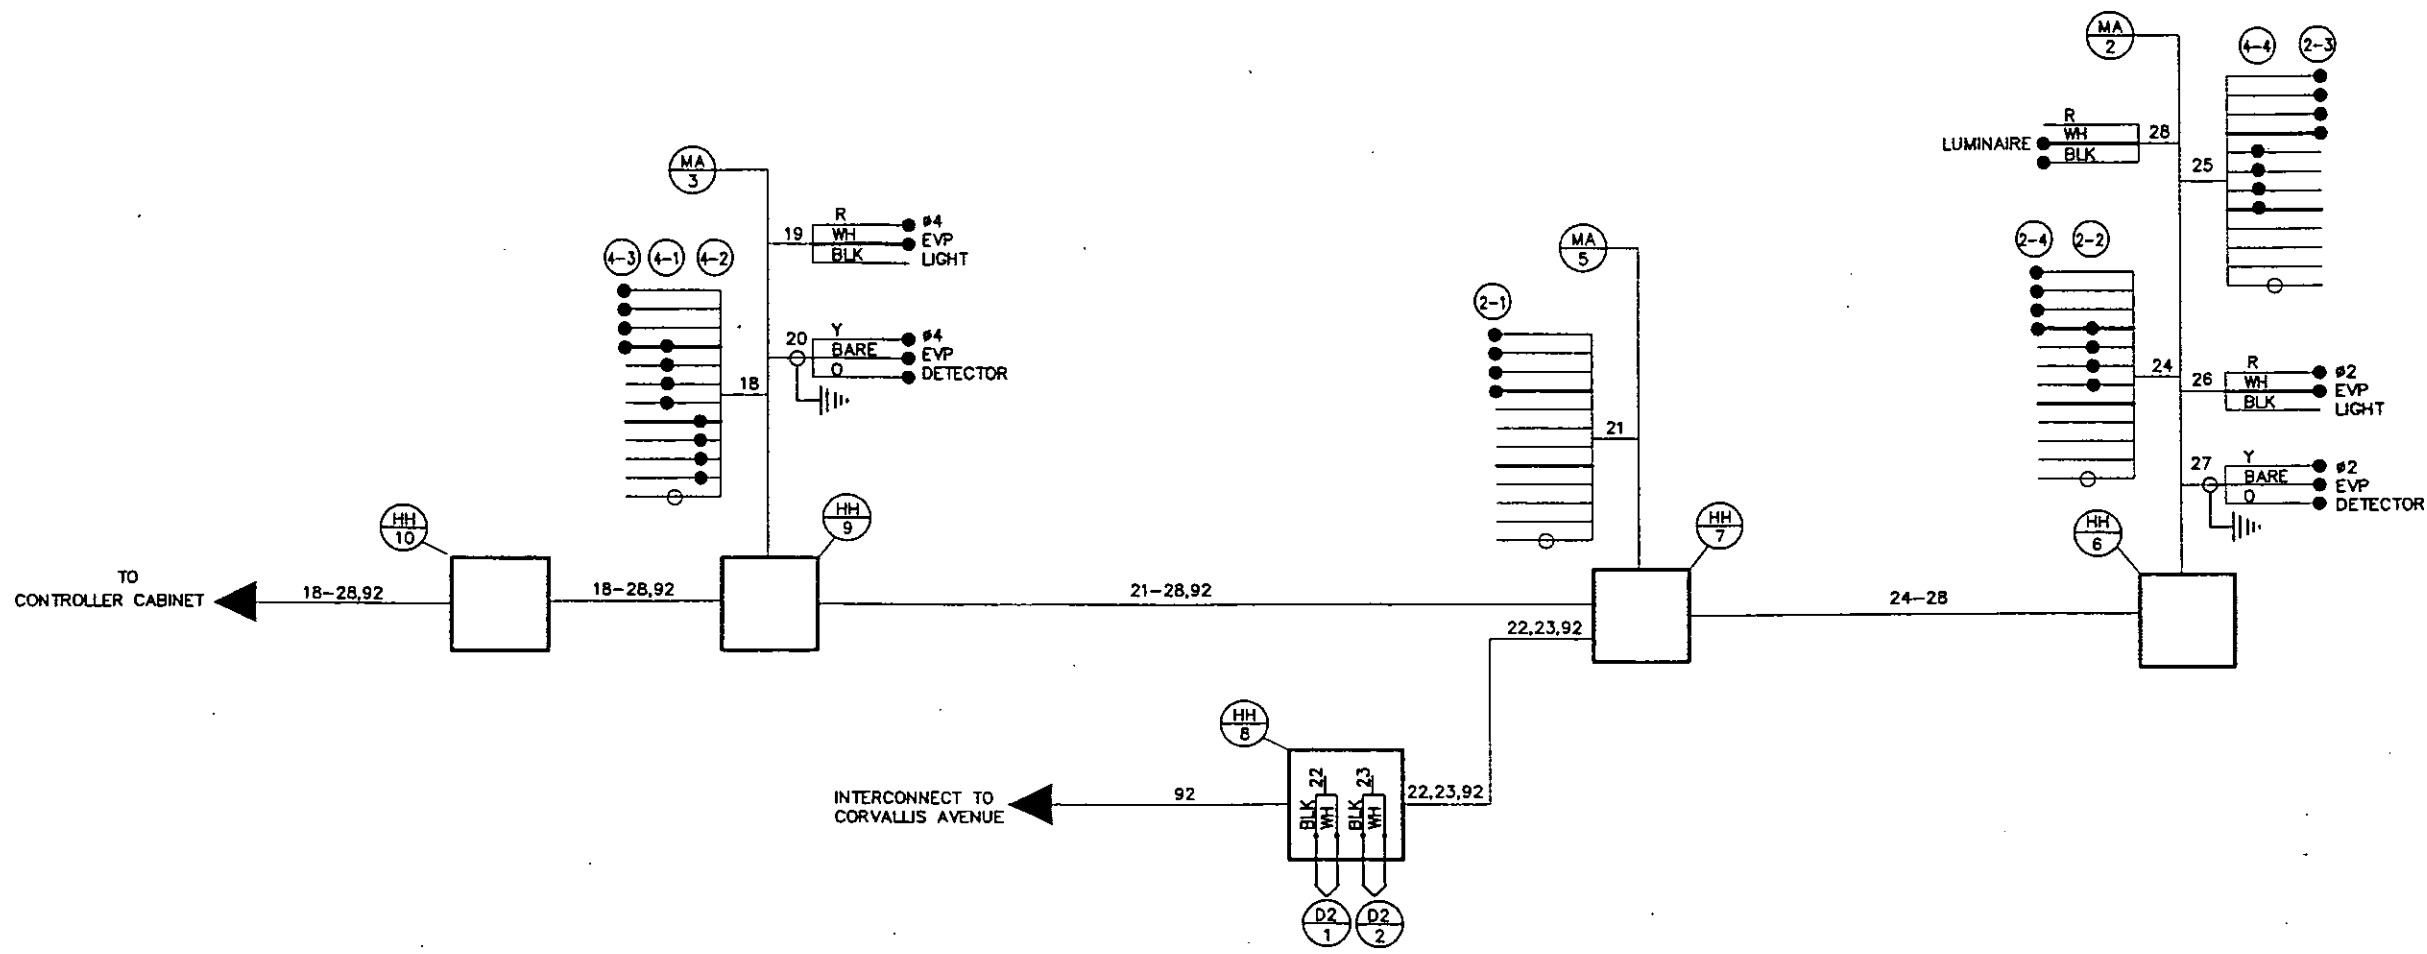 MA
2
4-4
2-3
R
WH
BLK
LUMINAIRE
28
25
MA
3
19
R
WH
BLK
ø4
EVP
LIGHT
4-3
4-1
4-2
20
Y
BARE
O
ø4
EVP
DETECTOR
18
MA
5
2-1
21
2-4
2-2
24
26
R
WH
BLK
ø2
EVP
LIGHT
27
Y
BARE
O
ø2
EVP
DETECTOR
HH
10
HH
9
HH
7
HH
6
TO
CONTROLLER CABINET
18-28,92
18-28,92
21-28,92
24-28
22,23,92
HH
8
INTERCONNECT TO
CORVALLIS AVENUE
92
22
23
BLK
WH
BLK
WH
22,23,92
D2
1
D2
2